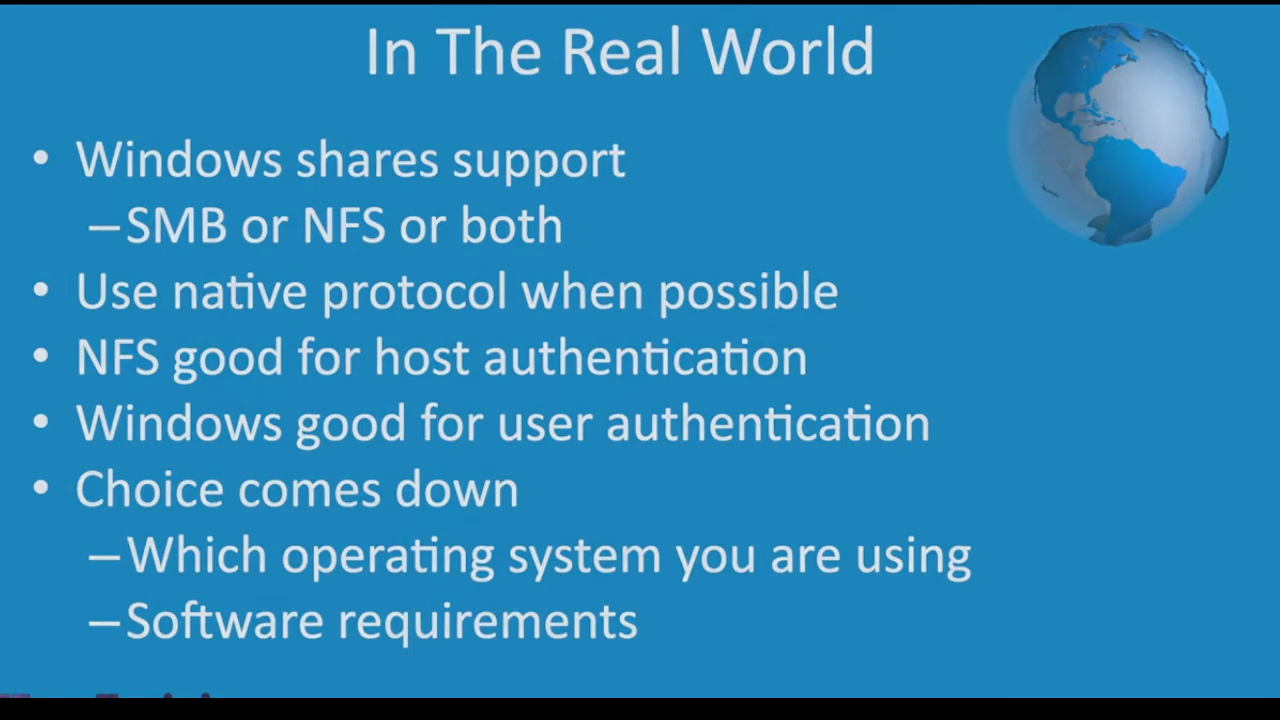 In The Real World
• Windows shares support
–SMB or NFS or both
• Use native protocol when possible
• NFS good for host authentication
• Windows good for user authentication
• Choice comes down
–Which operating system you are using
–Software requirements